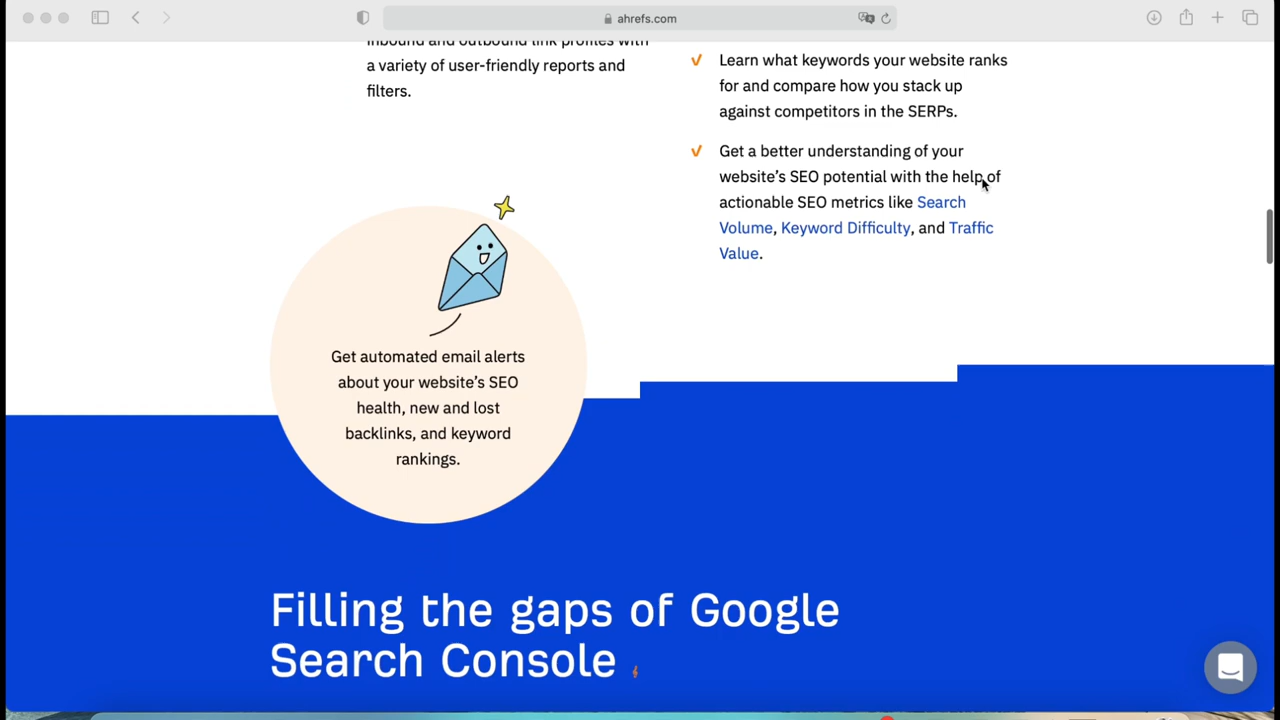 ahrefs.com
inbound and outbound link profiles with
a variety of user-friendly reports and
filters.
Learn what keywords your website ranks
for and compare how you stack up
against competitors in the SERPs.
Get a better understanding of your
website’s SEO potential with the help of
actionable SEO metrics like Search
Volume, Keyword Difficulty, and Traffic
Value.
Get automated email alerts
about your website’s SEO
health, new and lost
backlinks, and keyword
rankings.
Filling the gaps of Google
Search Console